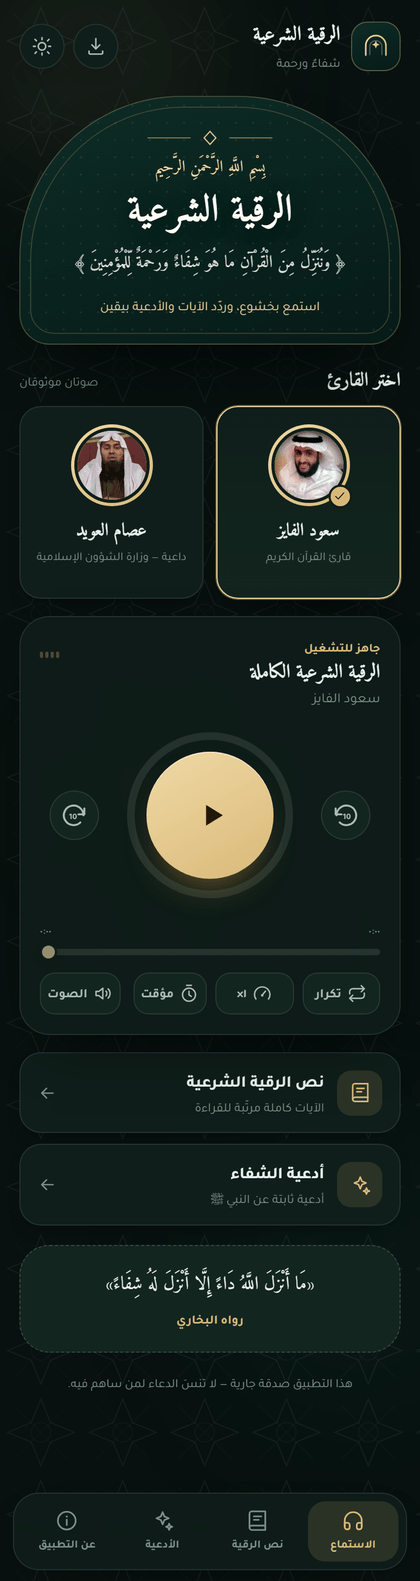 الرقية الشرعية
شفاءٌ ورحمة
بِسْمِ اللَّهِ الرَّحْمَٰنِ الرَّحِيمِ
الرقية الشرعية
﴿ وَنُنَزِّلُ مِنَ الْقُرْآنِ مَا هُوَ شِفَاءٌ وَرَحْمَةٌ لِّلْمُؤْمِنِينَ ﴾
استمع بخشوع، وردّد الآيات والأدعية بيقين
اختر القارئ
صوتان موثوقان
سعود الفايز
قارئ القرآن الكريم
عصام العويد
داعية – وزارة الشؤون الإسلامية
جاهز للتشغيل
الرقية الشرعية الكاملة
سعود الفايز
10
10
٠:٠٠
٠:٠٠
تكرار
x1
مؤقت
الصوت
نص الرقية الشرعية
الآيات كاملة مرتّبة للقراءة
أدعية الشفاء
أدعية ثابتة عن النبي ﷺ
«مَا أَنْزَلَ اللَّهُ دَاءً إِلَّا أَنْزَلَ لَهُ شِفَاءً»
رواه البخاري
هذا التطبيق صدقة جارية – لا تنسَ الدعاء لمن ساهم فيه.
الاستماع
نص الرقية
الأدعية
عن التطبيق